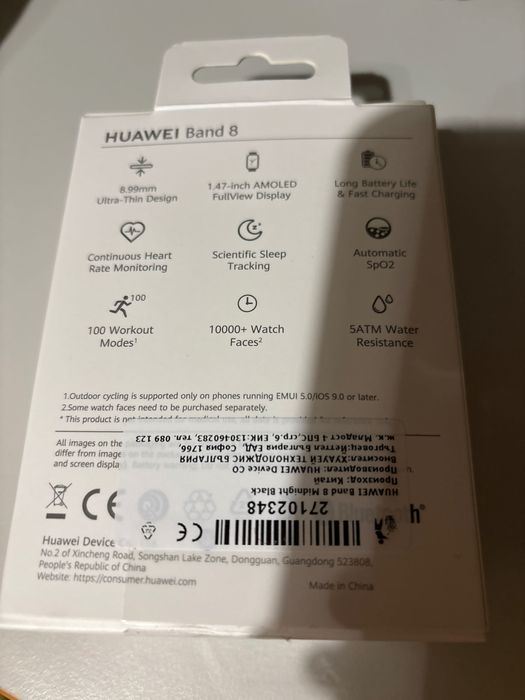 HUAWEI Band 8
8.99mm
Ultra-Thin Design
1.47-inch AMOLED
FullView Display
Long Battery Life
& Fast Charging
Continuous Heart
Rate Monitoring
Scientific Sleep
Tracking
Automatic
SpO2
100
100 Workout
Modes¹
10000+ Watch
Faces²
5ATM Water
Resistance
1.Outdoor cycling is supported only on phones running EMUI 5.0/iOS 9.0 or later.
2.Some watch faces need to be purchased separately.
* This product is not intended for medical use,
All images on the
differ from image
and screen displa
CE
Huawei Device
No.2 of Xincheng Road, Songshan Lake Zone, Dongguan, Guangdong 523808,
People's Republic of China
Website: https://consumer.huawei.com
Made in China
CE
27102348
HUAWEI Band 8 Midnight Black
Произход: Китай
Производител: HUAWEI Device CO
Вносител:ХУАУЕЙ ТЕХНОЛОДЖИС БЪЛГАРИЯ
Търговец:Йеттел България ЕАД, София 1766,
ж.к. Младост 4 БПС,стр.6, ЕИК:130460283, тел. 089 123